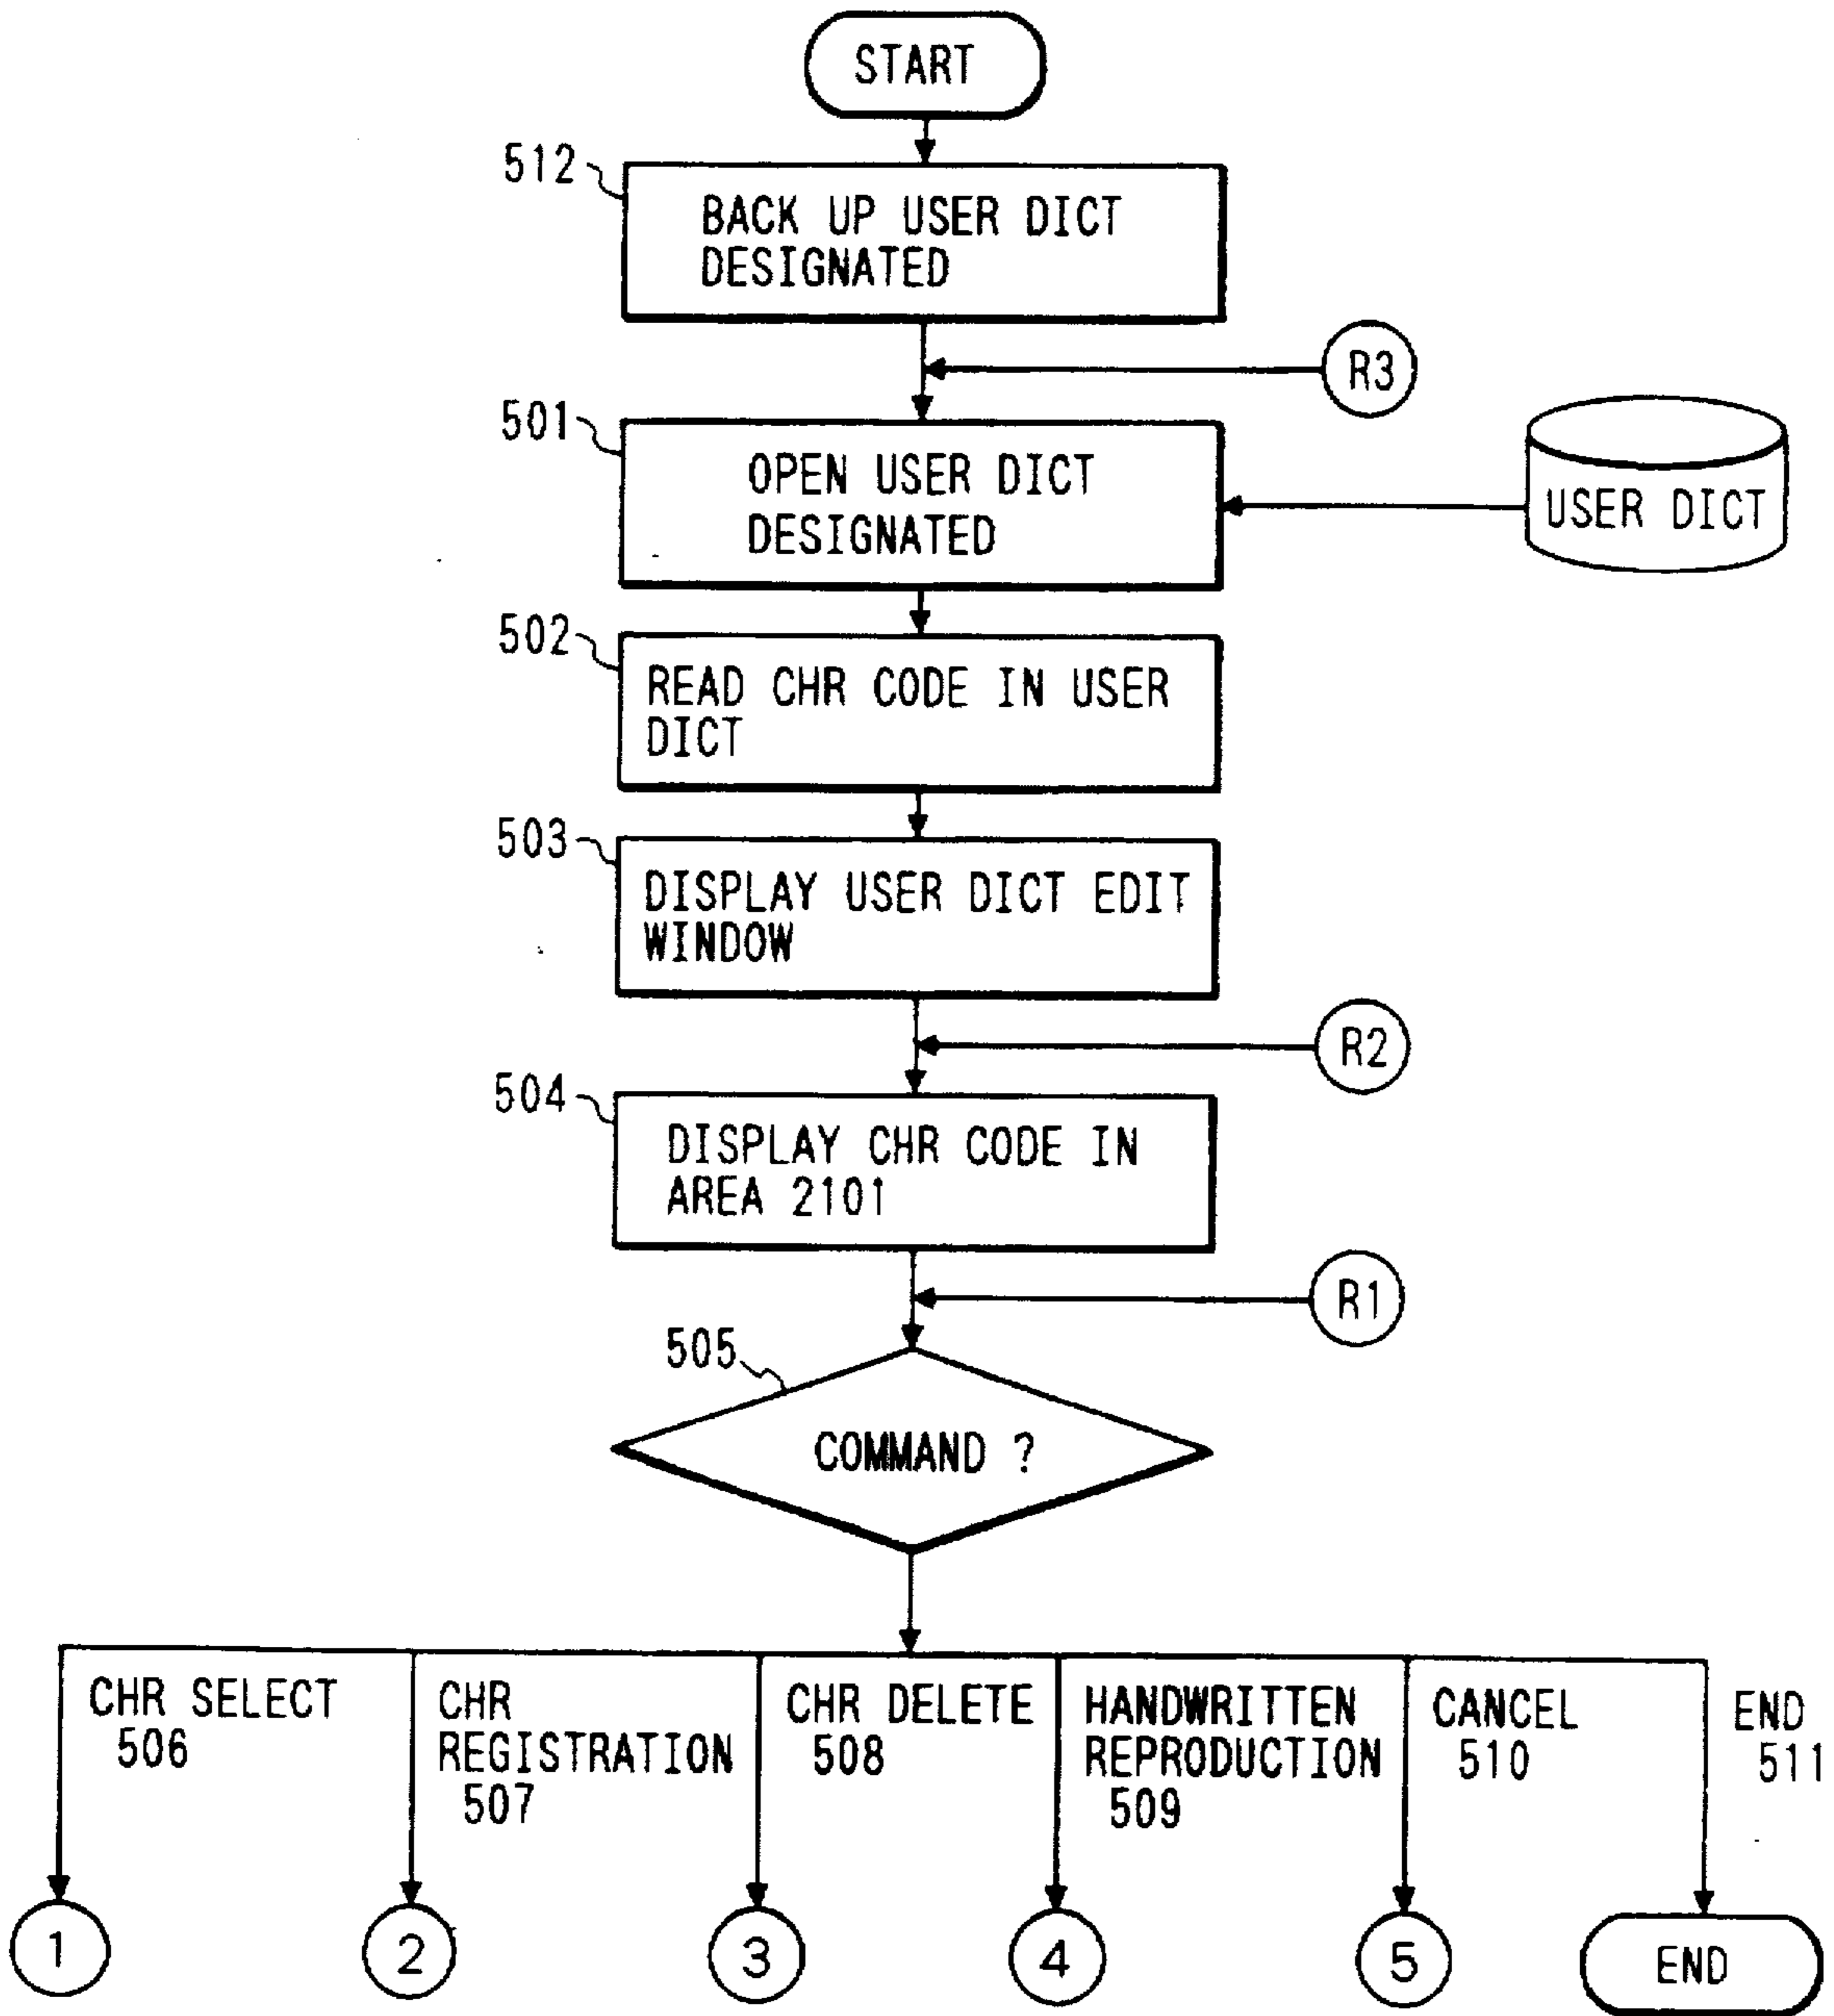 START
512
BACK UP USER DICT
DESIGNATED
R3
501
OPEN USER DICT
DESIGNATED
USER DICT
502
READ CHR CODE IN USER
DICT
503
DISPLAY USER DICT EDIT
WINDOW
R2
504
DISPLAY CHR CODE IN
AREA 2101
R1
505
COMMAND ?
CHR SELECT
506
CHR
REGISTRATION
507
CHR DELETE
508
HANDWRITTEN
REPRODUCTION
509
CANCEL
510
END
511
1
2
3
4
5
END